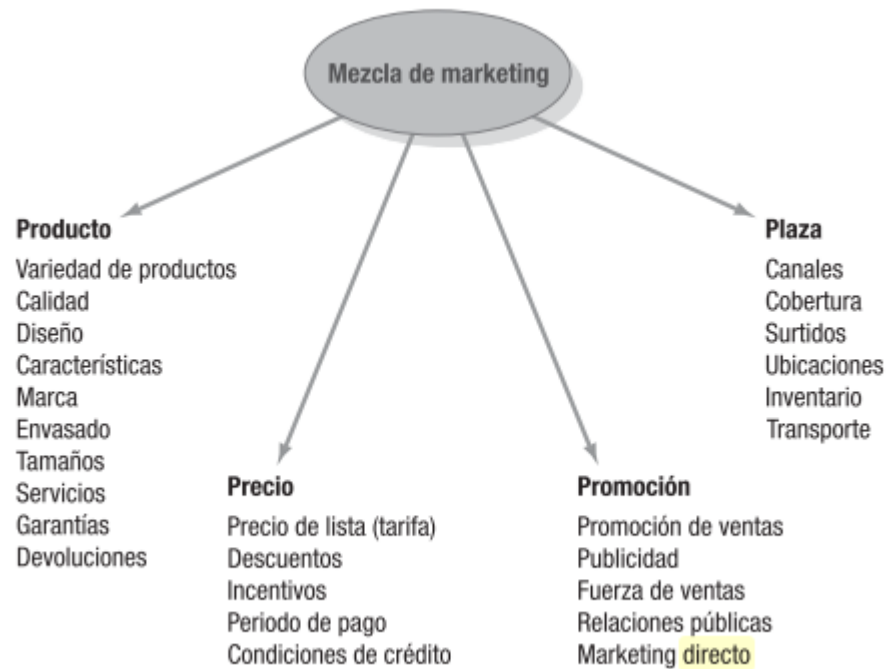 Mezcla de marketing
Producto
Variedad de productos
Calidad
Diseño
Características
Marca
Envasado
Tamaños
Servicios
Garantías
Devoluciones
Precio
Precio de lista (tarifa)
Descuentos
Incentivos
Periodo de pago
Condiciones de crédito
Promoción
Promoción de ventas
Publicidad
Fuerza de ventas
Relaciones públicas
Marketing directo
Plaza
Canales
Cobertura
Surtidos
Ubicaciones
Inventario
Transporte